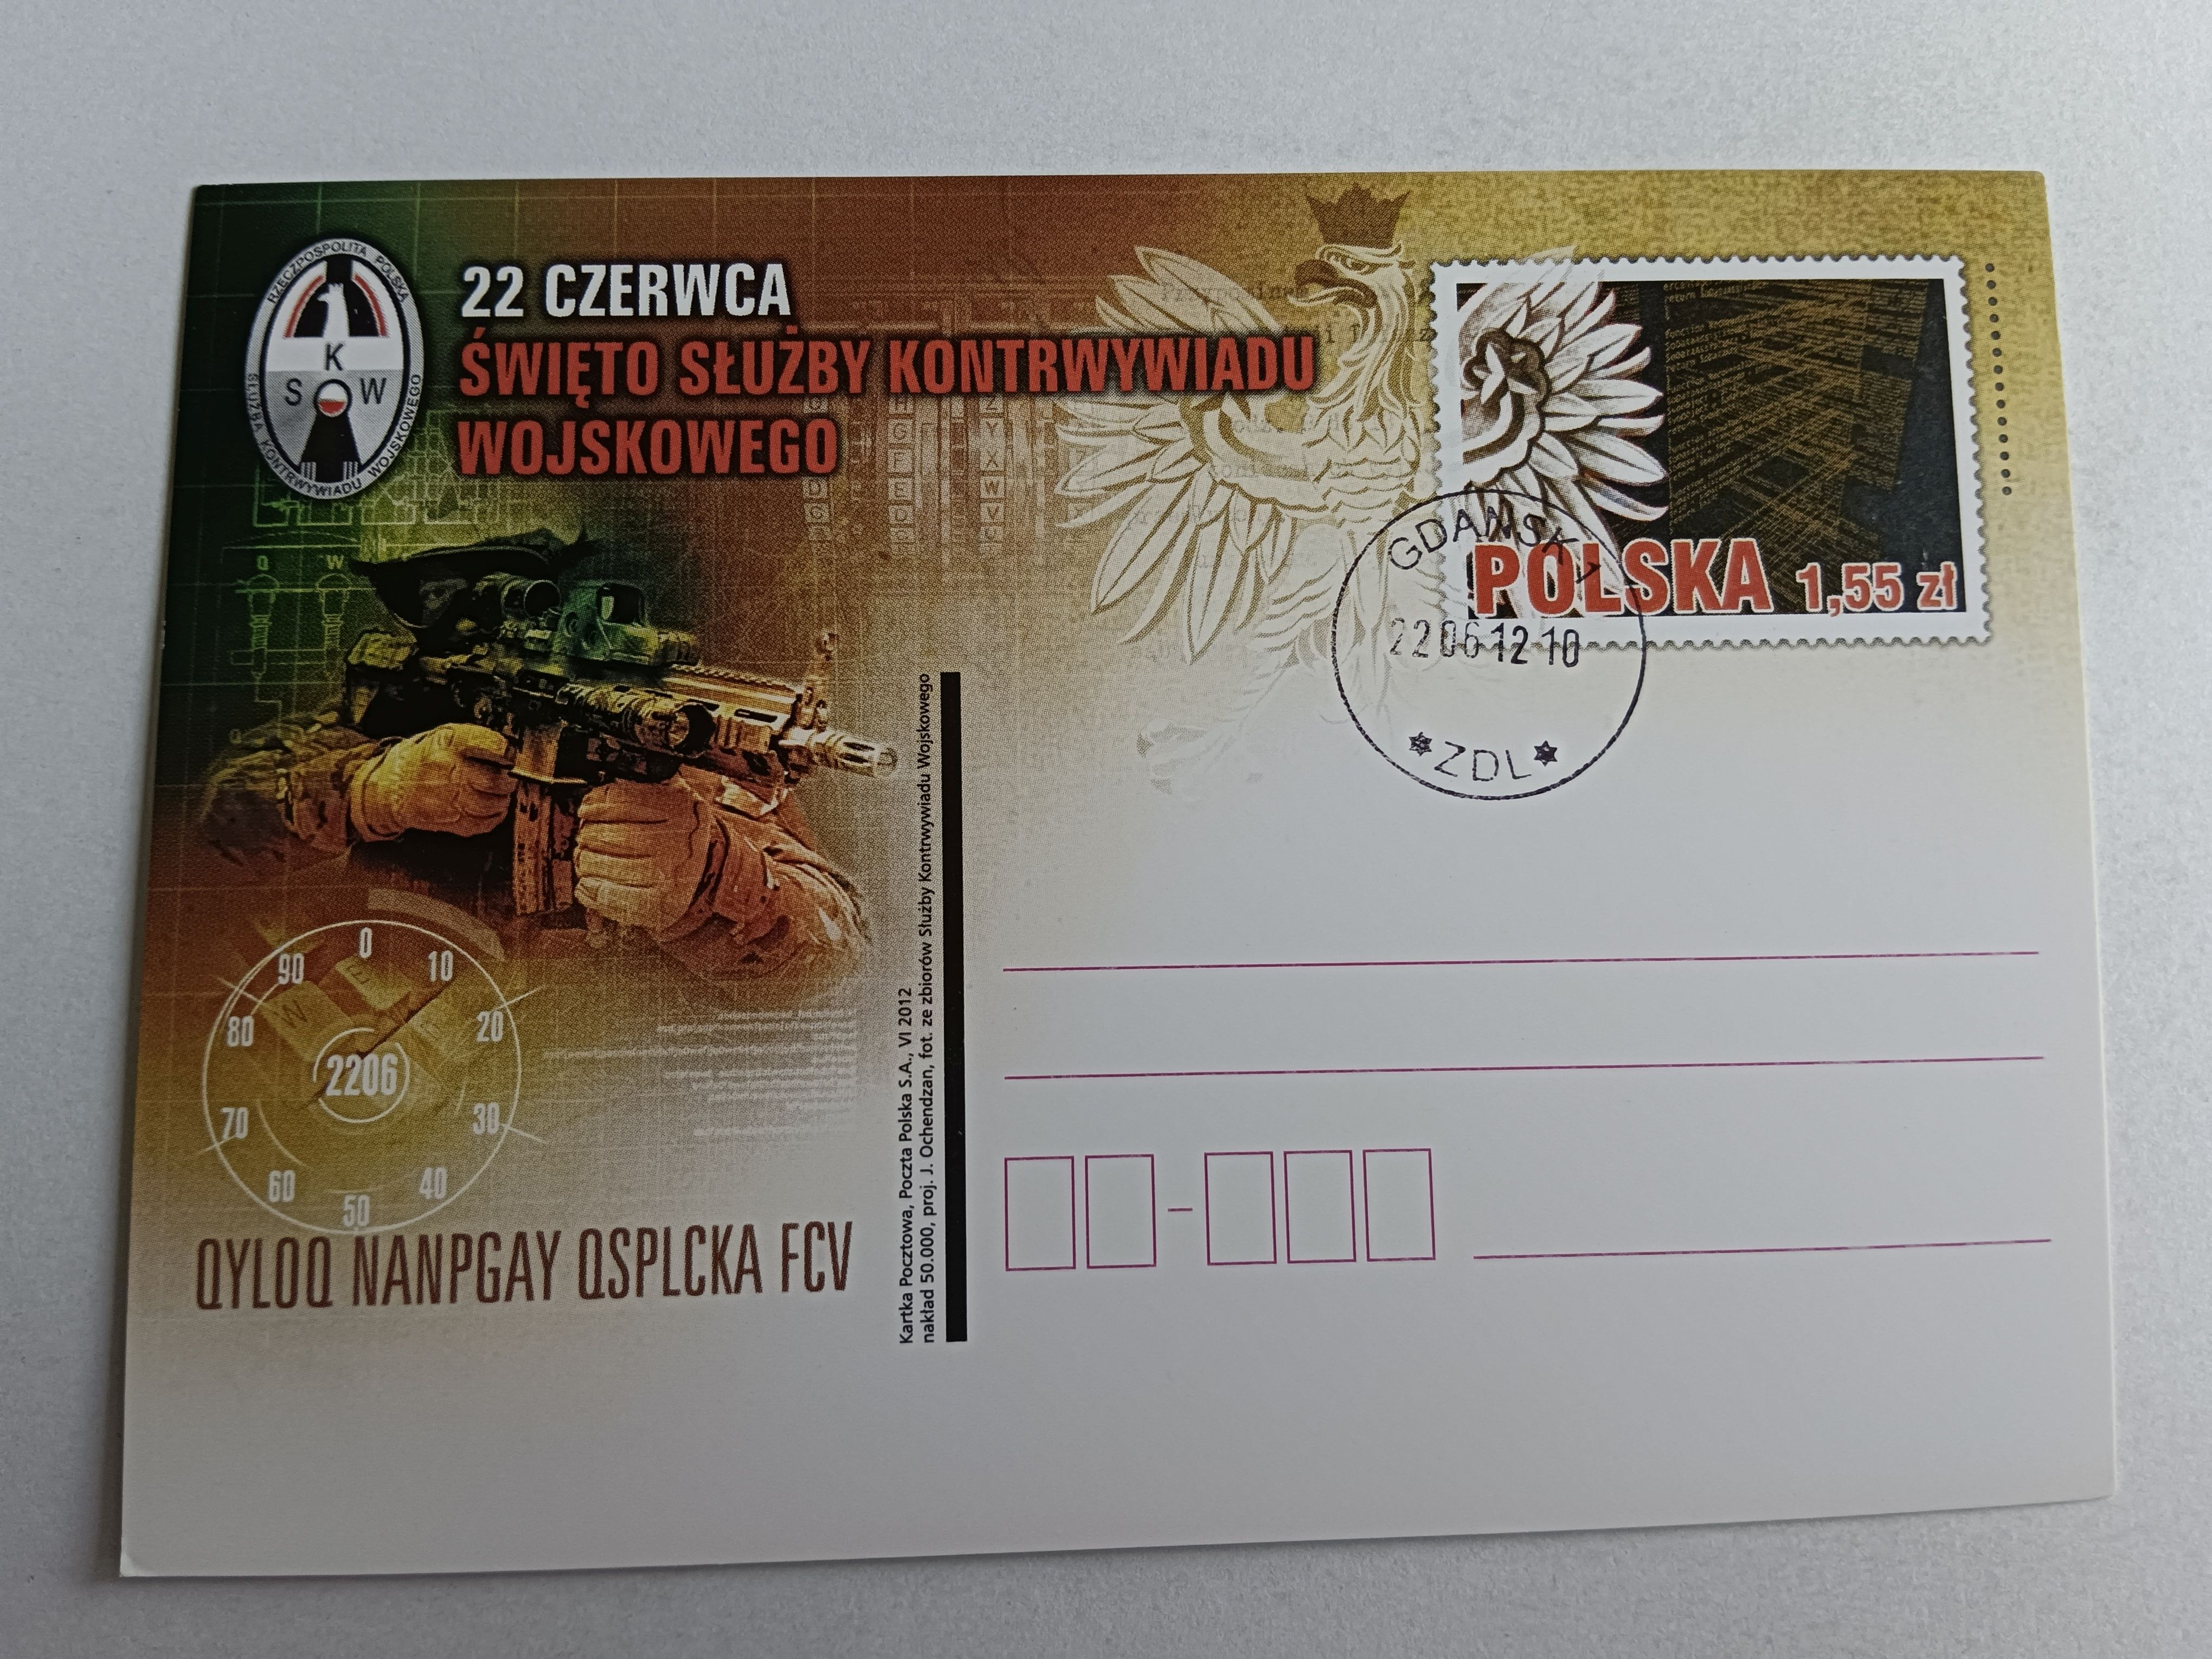 RZECZPOSPOLITA POLSKA
K
S W
SŁUŻBA KONTRWYWIADU WOJSKOWEGO
22 CZERWCA
ŚWIĘTO SŁUŻBY KONTRWYWIADU
WOJSKOWEGO
POLSKA 1,55 zł
GDAŃSK 1
22 06 12 10
*ZDL*
Q W
0
10
20
30
40
50
60
70
80
90
2206
W E
QYLOQ NANPGAY QSPLCKA FCV
Kartka Pocztowa, Poczta Polska S.A., VI 2012
nakład 50.000, proj. J. Ochendzan, fot. ze zbiorów Służby Kontrwywiadu Wojskowego